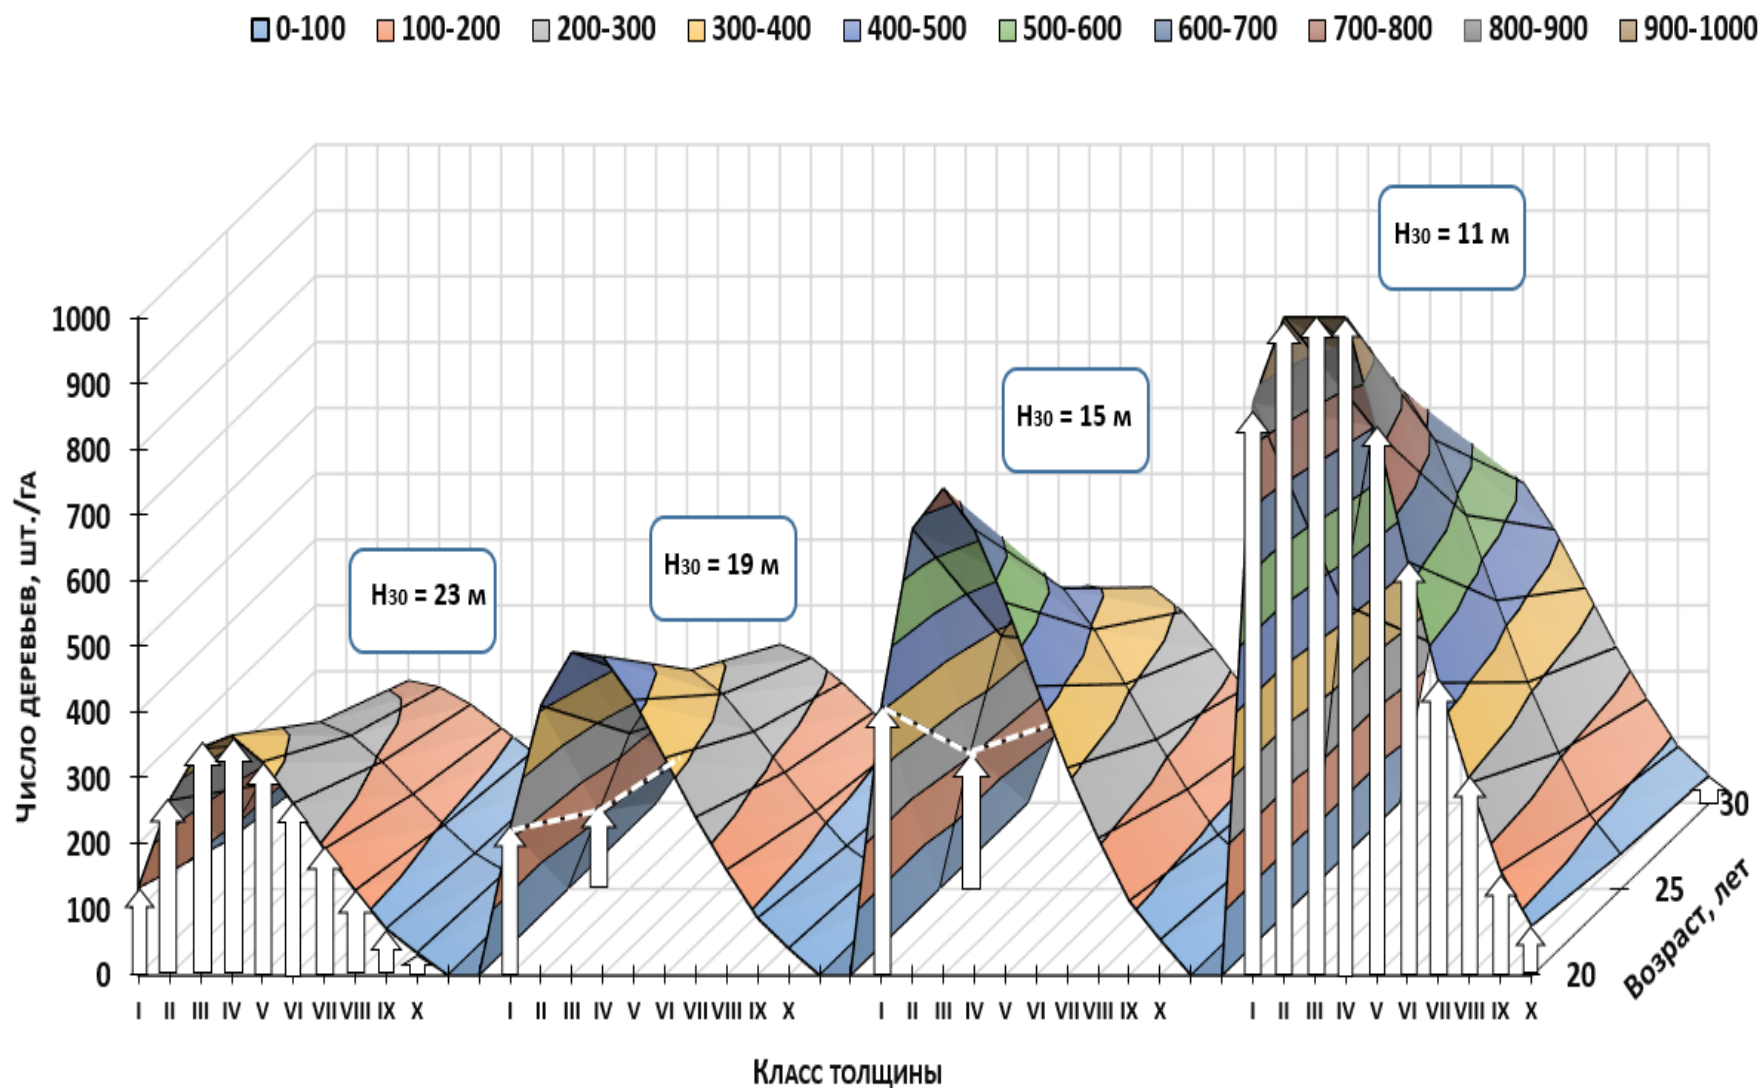 0-100 100-200 200-300 300-400 400-500 500-600 600-700 700-800 800-900 900-1000
H30 = 11 м
H30 = 15 м
H30 = 19 м
H30 = 23 м
Число деревьев, шт./га
1000
900
800
700
600
500
400
300
200
100
0
I II III IV V VI VII VIII IX X I II III IV V VI VII VIII IX X I II III IV V VI VII VIII IX X I II III IV V VI VII VIII IX X
Класс толщины
20
25
30
Возраст, лет